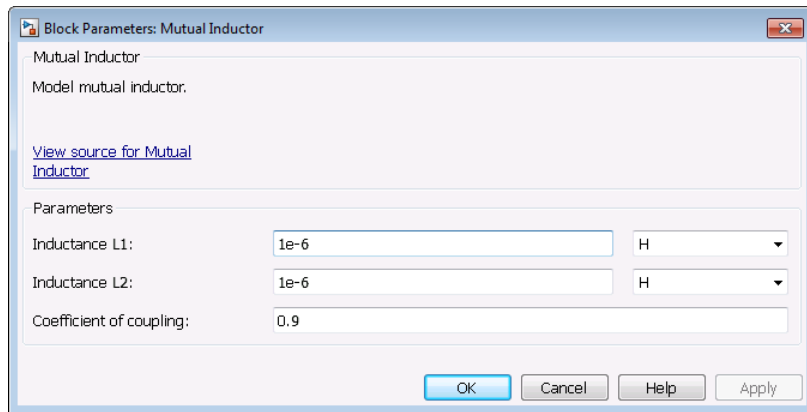 Block Parameters: Mutual Inductor
Mutual Inductor
Model mutual inductor.
View source for Mutual
Inductor
Parameters
Inductance L1: 1e-6 H
Inductance L2: 1e-6 H
Coefficient of coupling: 0.9
OK Cancel Help Apply